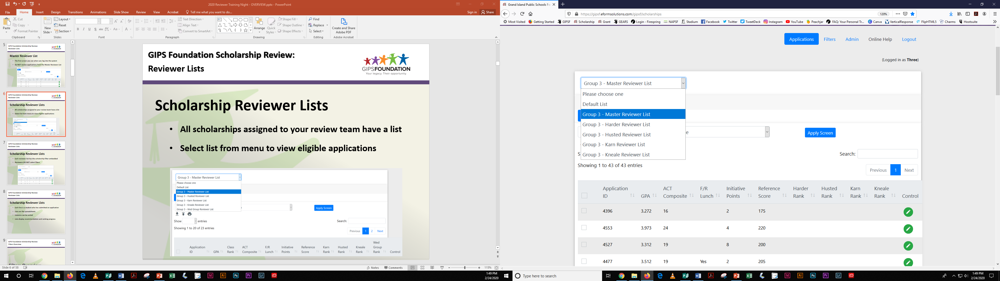 2020 Reviewer Training Night - OVERVIEW.pptx - PowerPoint
File Home Insert Design Transitions Slide Show Animations Review View Acrobat Tell me what you want to do... Sign in Share
Paste
Cut
Copy
Format Painter
Clipboard
New Slide
Layout
Reset
Section
Slides
Font
Text Direction
Align Text
Convert to SmartArt
Paragraph
Arrange
Quick Styles
Shape Fill
Shape Outline
Shape Effects
Drawing
Find
Replace
Select
Editing
Create and Share Adobe PDF
Adobe Acrobat
5
GIPS Foundation Scholarship Review:
Reviewer Lists
Master Reviewer List
• The first screen you see when you log into the system
• Do NOT review applications from the Master Reviewer List
6
GIPS Foundation Scholarship Review:
Reviewer Lists
Scholarship Reviewer Lists
• All scholarships assigned to your review team have a list
• Select list from menu to view eligible applications
7
GIPS Foundation Scholarship Review:
Reviewer Lists
Scholarship Reviewer Lists
• Each reviewer list has the scholarship filter embedded
• Reviewers DO NOT select filters
8
GIPS Foundation Scholarship Review:
Reviewer Lists
Scholarship Reviewer Lists
• Each line is a student who has submitted an application
• Lists are like spreadsheets
• Columns can be sorted
• Lists display recommendation and ranking progress
9
GIPS Foundation Scholarship Review:
Filters Overview
GIPS Foundation Scholarship Review:
Reviewer Lists
GIPSFOUNDATION
Your legacy. Their opportunity.
Scholarship Reviewer Lists
• All scholarships assigned to your review team have a list
• Select list from menu to view eligible applications
Group 3 - Master Reviewer List
Please choose one
Default List
Group 3 - Master Reviewer List
Group 3 - Husted Reviewer List
Group 3 - Karn Reviewer List
Group 3 - Kneale Reviewer List
Group 3 - Wed Group Reviewer List
Apply Screen
Show entries
Search:
Showing 1 to 20 of 23 entries
Previous 1 2 Next
Application ID GPA Class Rank ACT Composite F/R Lunch Initiative Points Reference Score Karn Rank Husted Rank Kneale Rank Wed Group Rank Control
Slide 6 of 58
Notes Comments 115%
1:49 PM
2/24/2020
Grand Island Public Schools Fo
https://gipsf.eformsolutions.com/gipsf/scholarships
120%
Most Visited Getting Started GIPSF Scholarship Grant GEARS Login - Firespring NAPSF Stadium Facebook Twitter TweetDeck Instagram YouTube Peachjar FAQ: Your Personal Tr... Canva VerticalResponse FlipHTML5 Charms Hootsuite
Applications Filters Admin Online Help Logout
(Logged in as Three)
Group 3 - Master Reviewer List
Please choose one
Default List
Group 3 - Master Reviewer List
Group 3 - Harder Reviewer List
Group 3 - Husted Reviewer List
Group 3 - Karn Reviewer List
Group 3 - Kneale Reviewer List
Apply Screen
Search:
Showing 1 to 43 of 43 entries
Previous 1 Next
Application ID GPA ACT Composite F/R Lunch Initiative Points Reference Score Harder Rank Husted Rank Karn Rank Kneale Rank Control
4396 3.272 16 2 175
4553 3.973 24 4 220
4527 3.312 19 8 200
4477 3.512 19 Yes 2 205
Type here to search
1:49 PM
2/24/2020